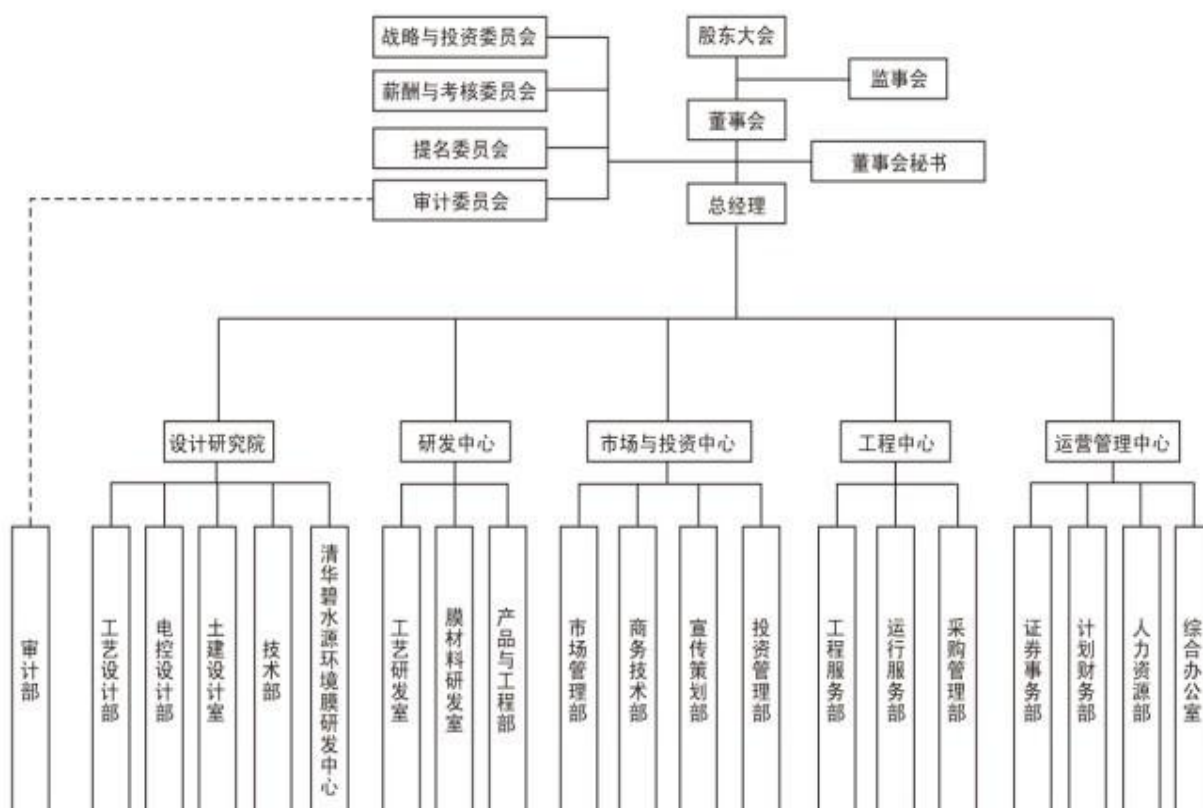 战略与投资委员会
股东大会
监事会
薪酬与考核委员会
董事会
提名委员会
董事会秘书
审计委员会
总经理
设计研究院
研发中心
市场与投资中心
工程中心
运营管理中心
审计部
工艺设计部
电控设计部
土建设计室
技术部
清华碧水源环境膜研发中心
工艺研发室
膜材料研发室
产品与工程部
市场管理部
商务技术部
宣传策划部
投资管理部
工程服务部
运行服务部
采购管理部
证券事务部
计划财务部
人力资源部
综合办公室